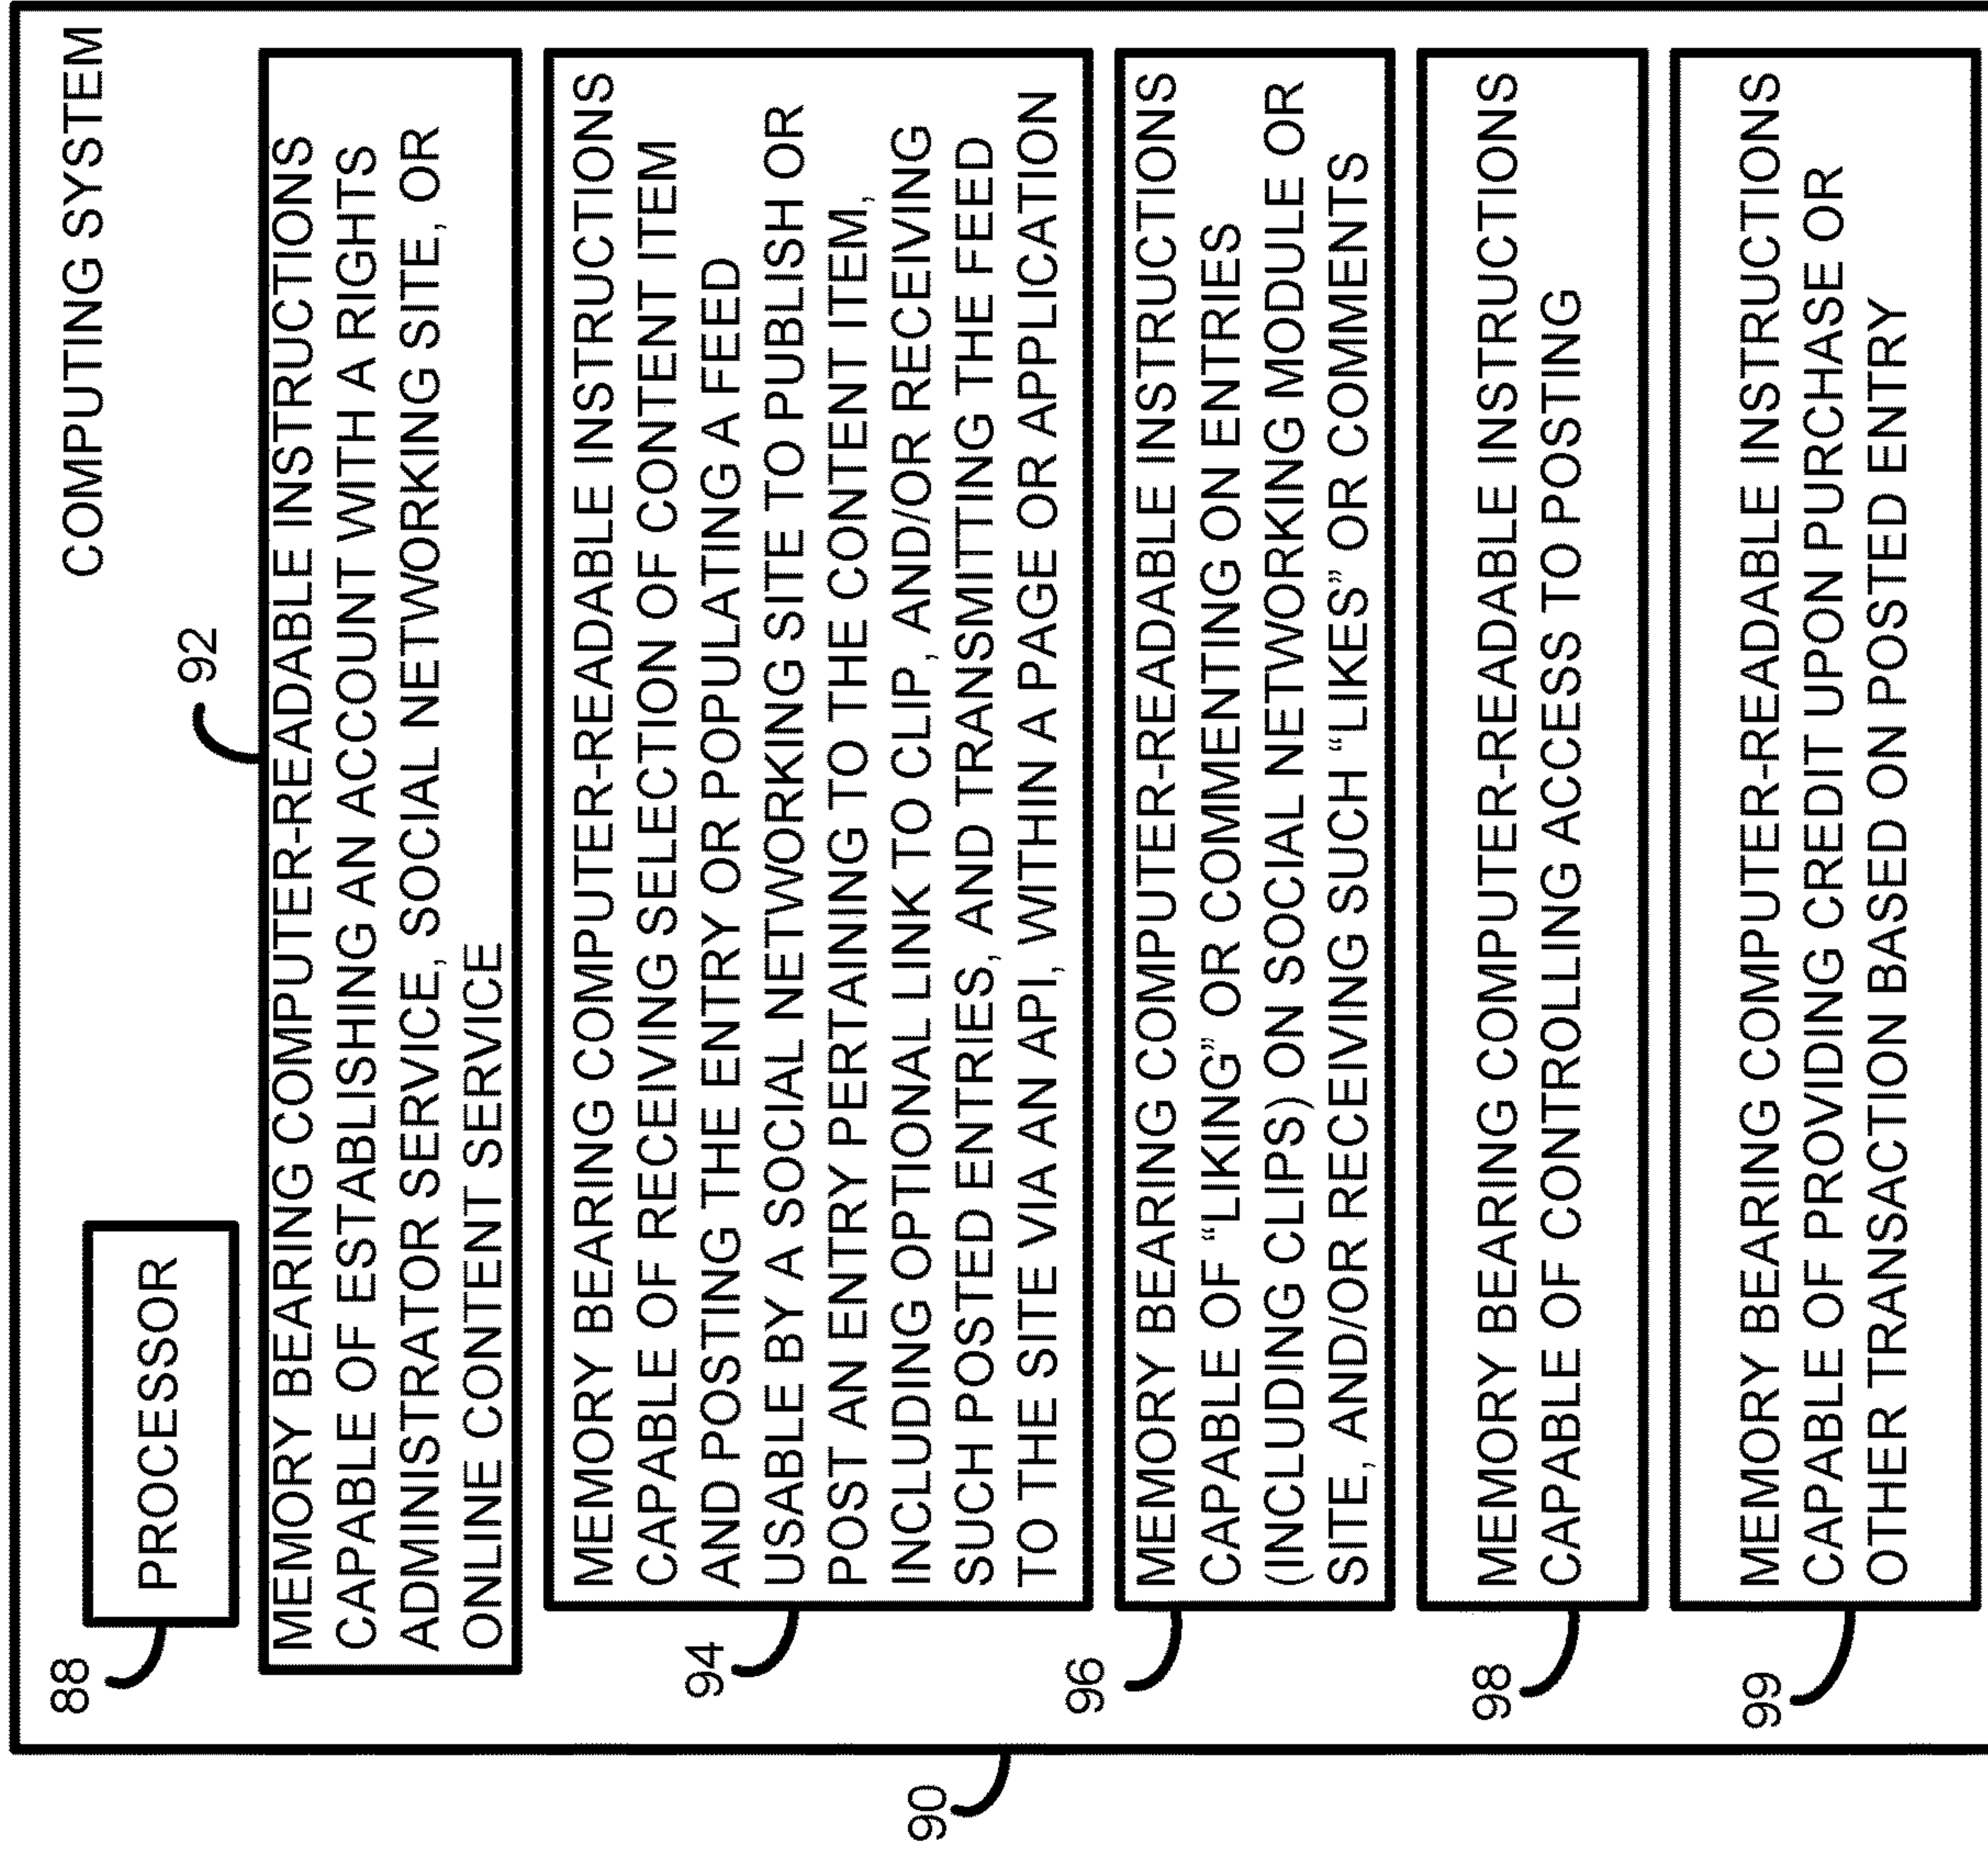 COMPUTING SYSTEM
88
PROCESSOR
92
MEMORY BEARING COMPUTER-READABLE INSTRUCTIONS
CAPABLE OF ESTABLISHING AN ACCOUNT WITH A RIGHTS
ADMINISTRATOR SERVICE, SOCIAL NETWORKING SITE, OR
ONLINE CONTENT SERVICE
94
MEMORY BEARING COMPUTER-READABLE INSTRUCTIONS
CAPABLE OF RECEIVING SELECTION OF CONTENT ITEM
AND POSTING THE ENTRY OR POPULATING A FEED
USABLE BY A SOCIAL NETWORKING SITE TO PUBLISH OR
POST AN ENTRY PERTAINING TO THE CONTENT ITEM,
INCLUDING OPTIONAL LINK TO CLIP, AND/OR RECEIVING
SUCH POSTED ENTRIES, AND TRANSMITTING THE FEED
TO THE SITE VIA AN API, WITHIN A PAGE OR APPLICATION
90
96
MEMORY BEARING COMPUTER-READABLE INSTRUCTIONS
CAPABLE OF “LIKING” OR COMMENTING ON ENTRIES
(INCLUDING CLIPS) ON SOCIAL NETWORKING MODULE OR
SITE, AND/OR RECEIVING SUCH “LIKES” OR COMMENTS
98
MEMORY BEARING COMPUTER-READABLE INSTRUCTIONS
CAPABLE OF CONTROLLING ACCESS TO POSTING
99
MEMORY BEARING COMPUTER-READABLE INSTRUCTIONS
CAPABLE OF PROVIDING CREDIT UPON PURCHASE OR
OTHER TRANSACTION BASED ON POSTED ENTRY